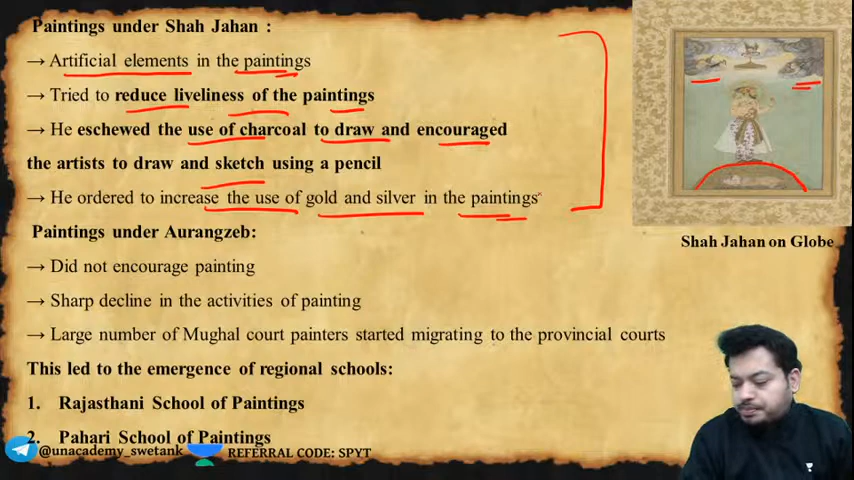 Paintings under Shah Jahan :
→ Artificial elements in the paintings
→ Tried to reduce liveliness of the paintings
→ He eschewed the use of charcoal to draw and encouraged
the artists to draw and sketch using a pencil
→ He ordered to increase the use of gold and silver in the paintings
Shah Jahan on Globe
Paintings under Aurangzeb:
→ Did not encourage painting
→ Sharp decline in the activities of painting
→ Large number of Mughal court painters started migrating to the provincial courts
This led to the emergence of regional schools:
1. Rajasthani School of Paintings
2. Pahari School of Paintings
@unacademy_swetank REFERRAL CODE: SPYT